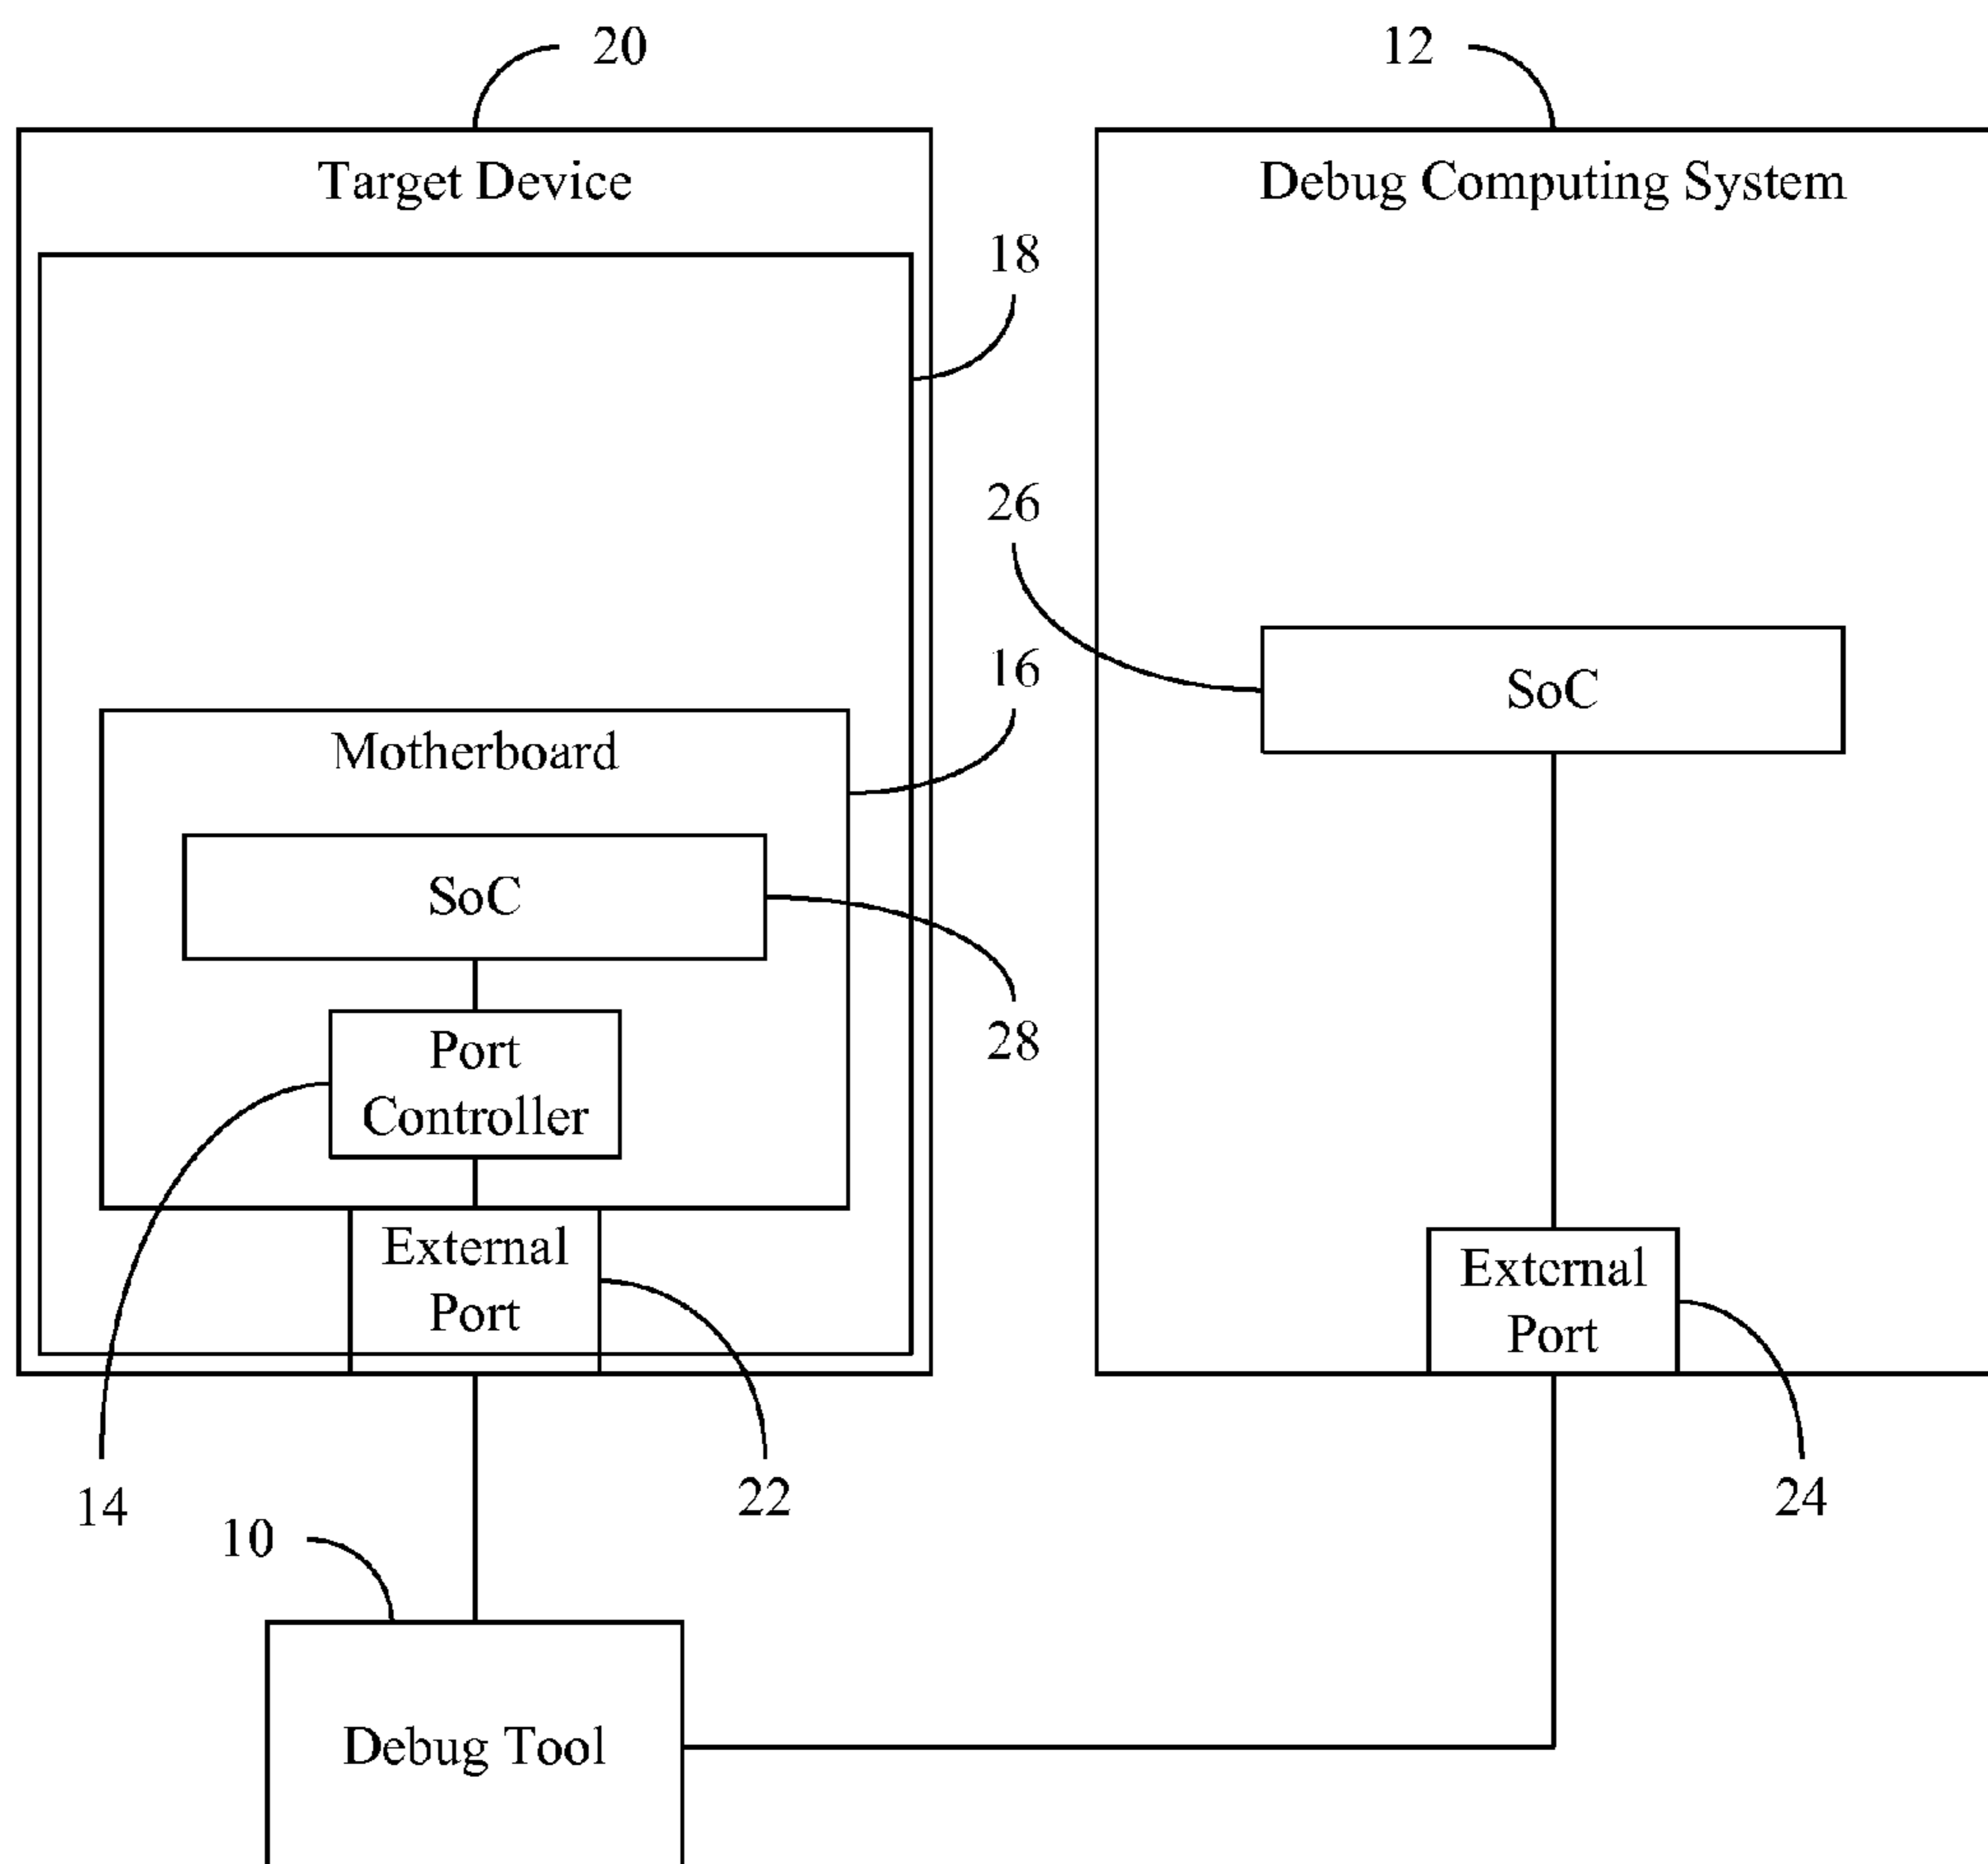 20
12
Target Device
Debug Computing System
18
26
16
SoC
Motherboard
SoC
28
Port
Controller
External
Port
External
Port
14
22
24
10
Debug Tool